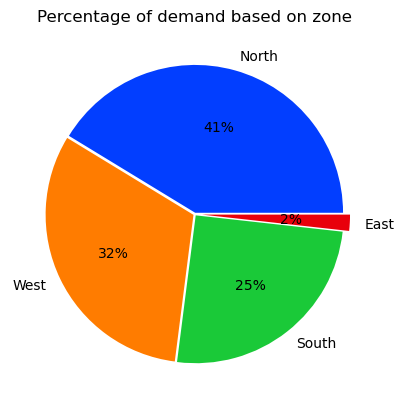 Percentage of demand based on zone
North
41%
2%
East
32%
25%
West
South